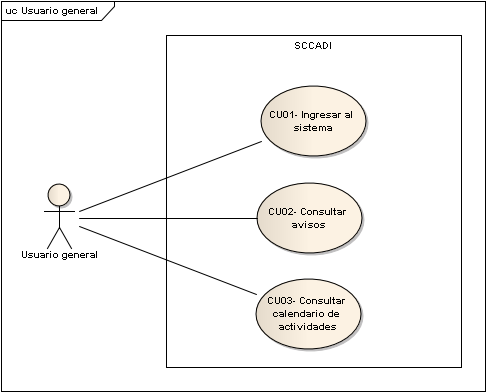 uc Usuario general
SCCADI
CU01- Ingresar al
sistema
CU02- Consultar
avisos
Usuario general
CU03- Consultar
calendario de
actividades